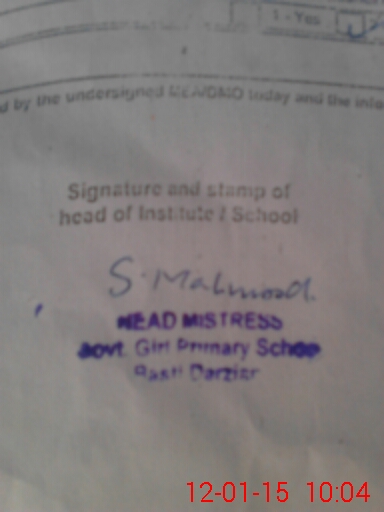 1 - Yes
d by the undersigned MEA/DMO today and the info
Signature and stamp of
head of Institute / School
S. Mahmood.
HEAD MISTRESS
Govt. Girl Primary School
Basti Darzian
12-01-15 10:04